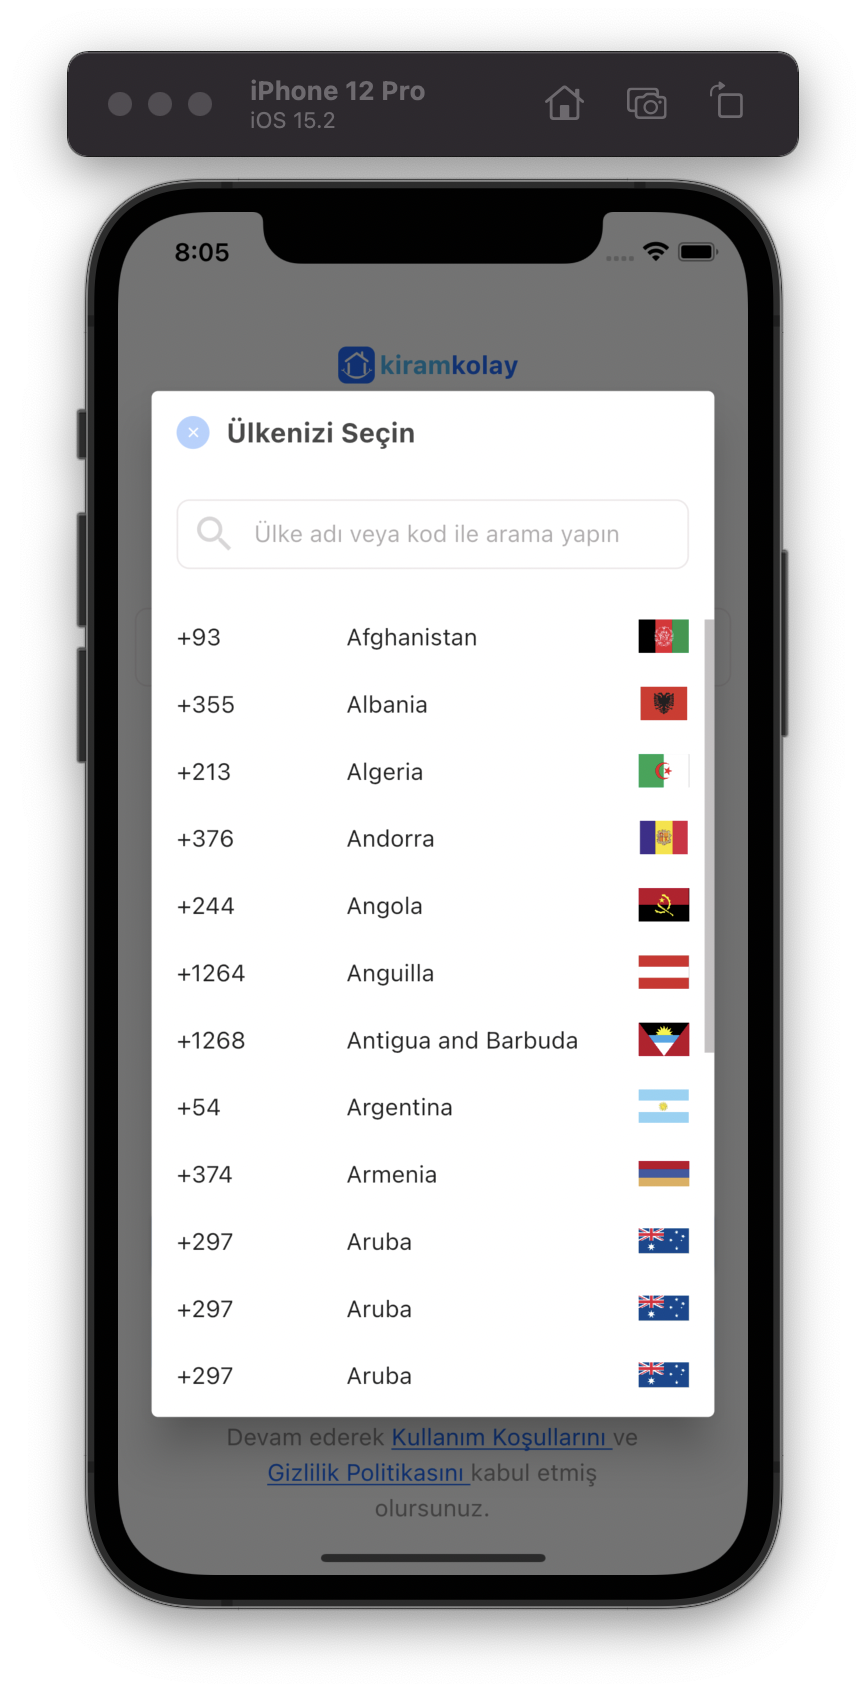 iPhone 12 Pro
iOS 15.2
8:05
kiramkolay
Ülkenizi Seçin
Ülke adı veya kod ile arama yapın
+93 Afghanistan
+355 Albania
+213 Algeria
+376 Andorra
+244 Angola
+1264 Anguilla
+1268 Antigua and Barbuda
+54 Argentina
+374 Armenia
+297 Aruba
+297 Aruba
+297 Aruba
Devam ederek Kullanım Koşullarını ve
Gizlilik Politikasını kabul etmiş
olursunuz.